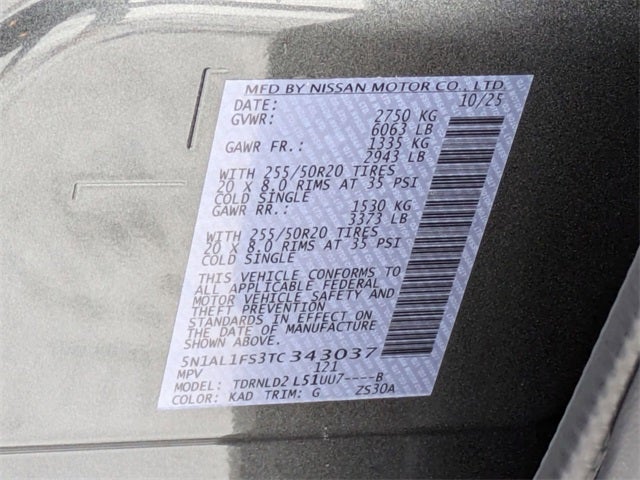 MFD BY NISSAN MOTOR CO., LTD.
DATE: 10/25
GVWR: 2750 KG
6063 LB
GAWR FR.: 1335 KG
2943 LB
WITH 255/50R20 TIRES
20 X 8.0 RIMS AT 35 PSI
COLD SINGLE
GAWR RR.: 1530 KG
3373 LB
WITH 255/50R20 TIRES
20 X 8.0 RIMS AT 35 PSI
COLD SINGLE
THIS VEHICLE CONFORMS TO
ALL APPLICABLE FEDERAL
MOTOR VEHICLE SAFETY AND
THEFT PREVENTION
STANDARDS IN EFFECT ON
THE DATE OF MANUFACTURE
SHOWN ABOVE.
5N1AL1FS3TC343037
MPV 121
MODEL: TDRNLD2 L51UU7----B
COLOR: KAD TRIM: G ZS30A